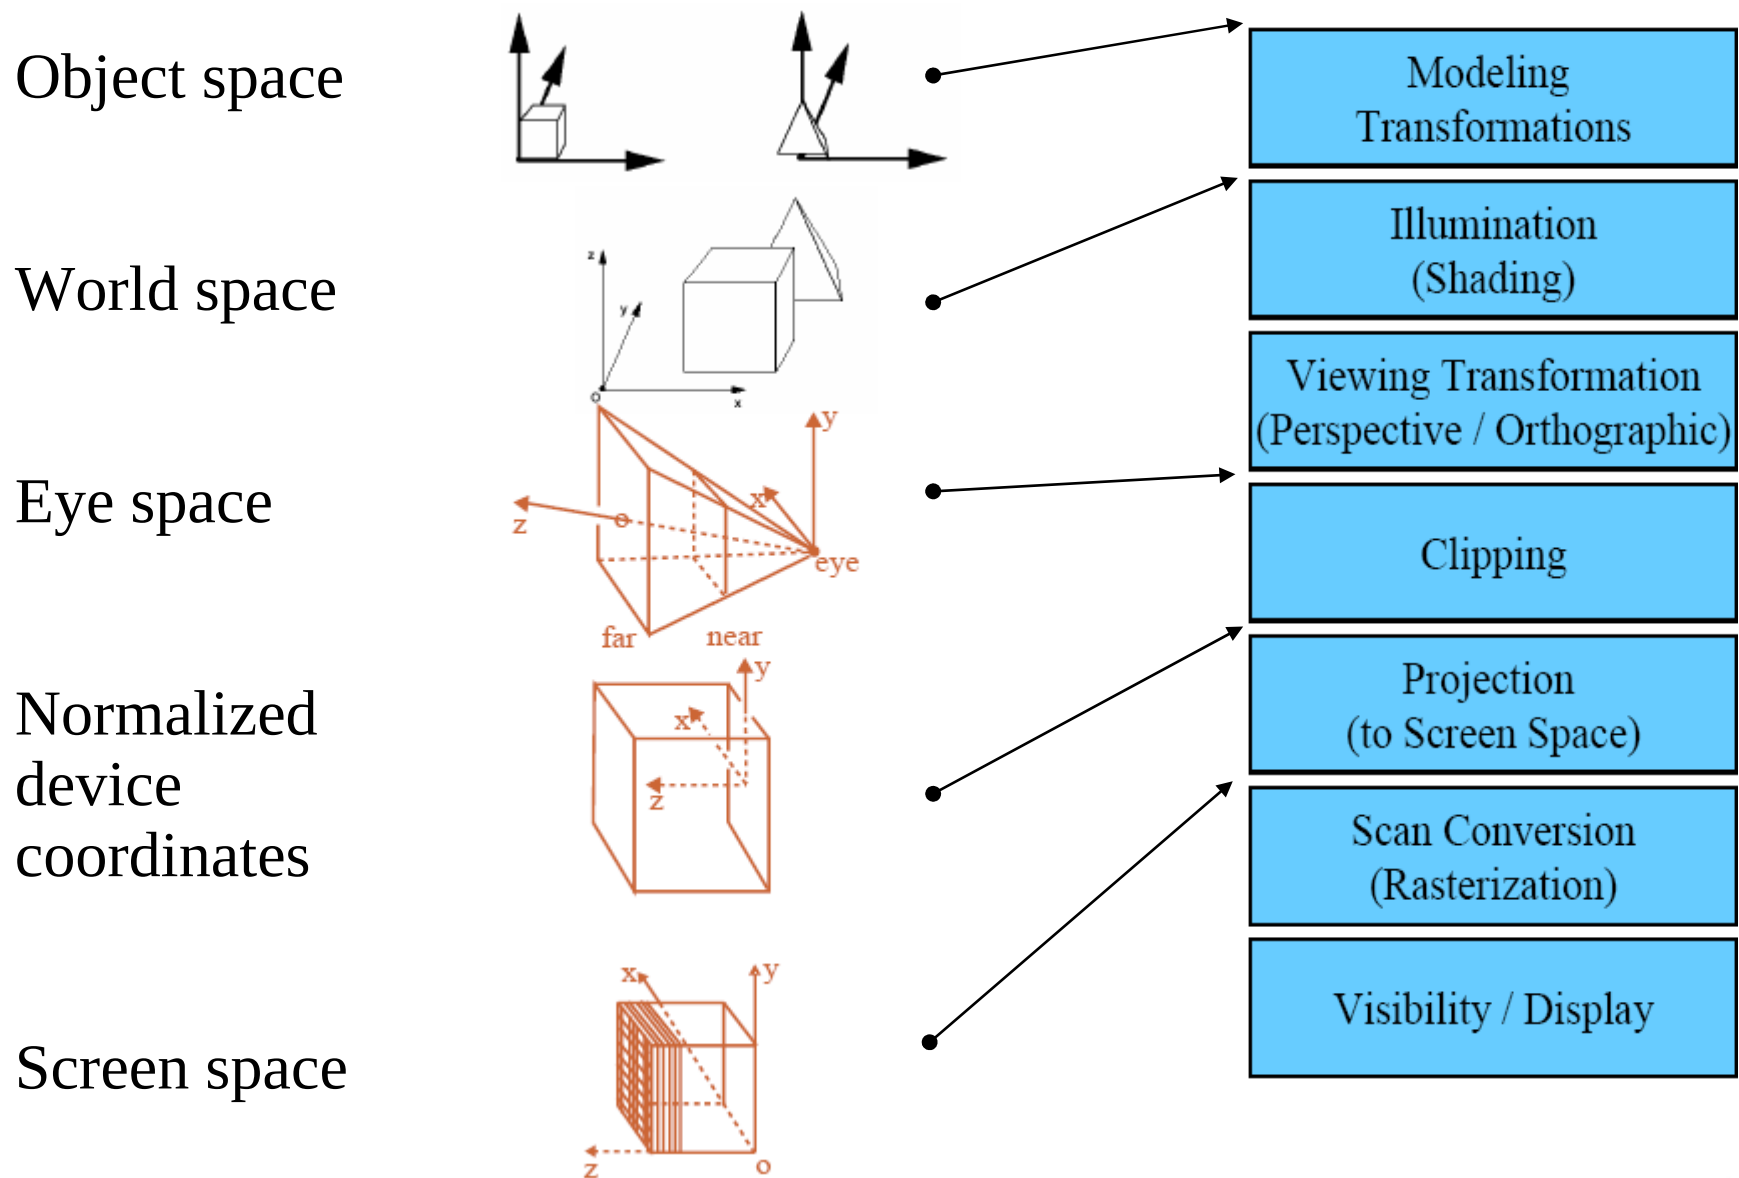 Object space
Modeling
Transformations
World space
z
y
x
O
Illumination
(Shading)
Viewing Transformation
(Perspective / Orthographic)
Eye space
y
x
z
o
eye
far
near
Clipping
Normalized
device
coordinates
y
x
z
Projection
(to Screen Space)
Scan Conversion
(Rasterization)
Screen space
x
y
z
o
Visibility / Display